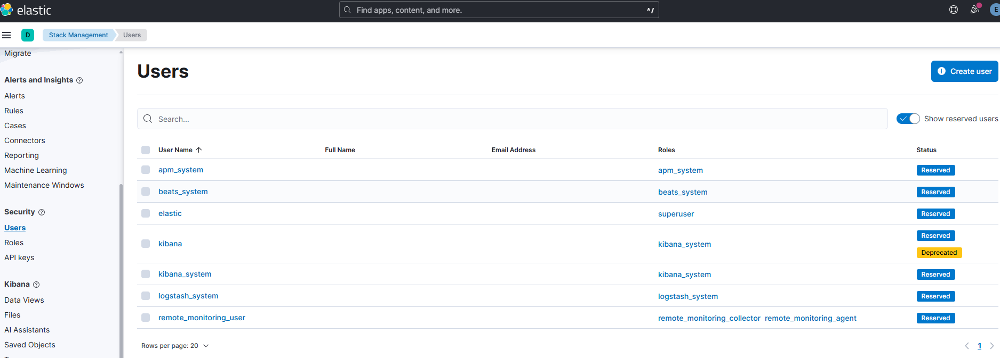 elastic
Find apps, content, and more.
^/
E
D
Stack Management
Users
Migrate
Alerts and Insights
Alerts
Rules
Cases
Connectors
Reporting
Machine Learning
Maintenance Windows
Security
Users
Roles
API keys
Kibana
Data Views
Files
AI Assistants
Saved Objects
Users
Create user
Search...
Show reserved users
User Name Full Name Email Address Roles Status
apm_system apm_system Reserved
beats_system beats_system Reserved
elastic superuser Reserved
kibana kibana_system Reserved
Deprecated
kibana_system kibana_system Reserved
logstash_system logstash_system Reserved
remote_monitoring_user remote_monitoring_collector remote_monitoring_agent Reserved
Rows per page: 20
1